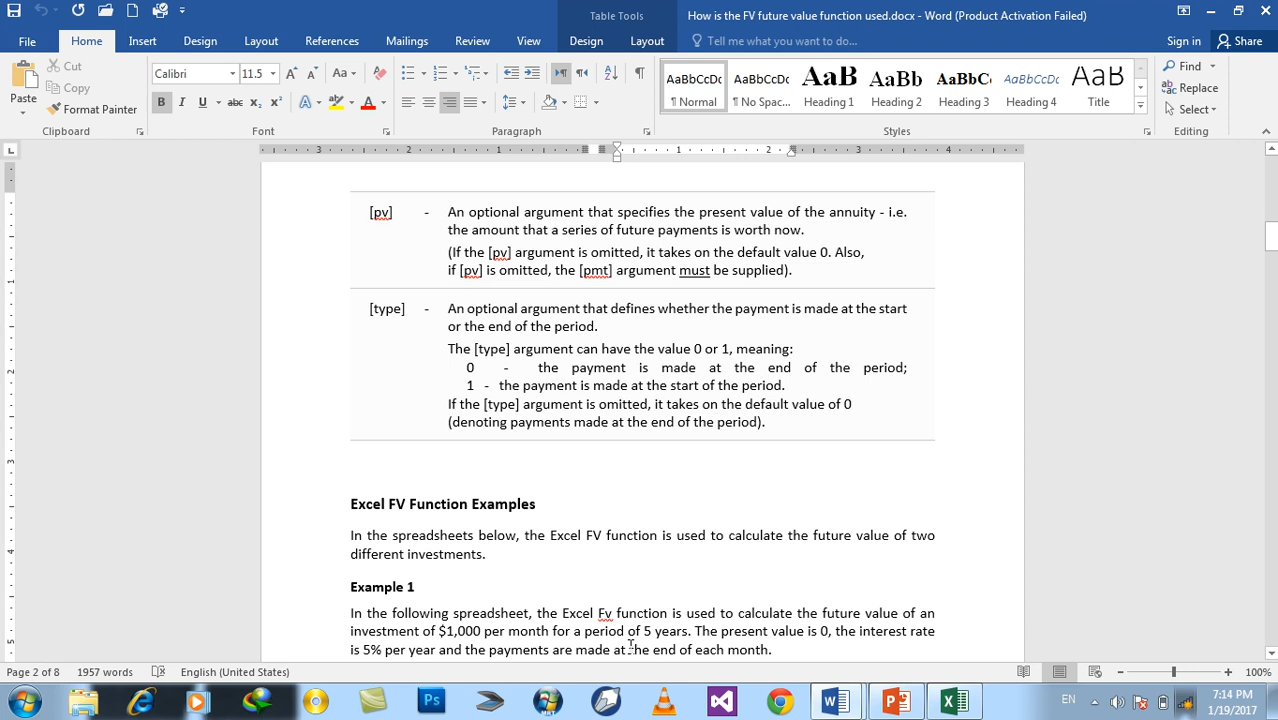 Table Tools
How is the FV future value function used.docx - Word (Product Activation Failed)
File Home Insert Design Layout References Mailings Review View Design Layout Tell me what you want to do... Sign in Share
Cut
Copy
Paste Format Painter
Clipboard
Calibri 11.5
Font
Paragraph
AaBbCcDc AaBbCcDc AaB AaBb AaBbCc AaBbCcDc AaB
¶ Normal ¶ No Spac... Heading 1 Heading 2 Heading 3 Heading 4 Title
Styles
Find
Replace
Select
Editing
3 2 1 1 2 3 4
[pv] - An optional argument that specifies the present value of the annuity - i.e.
the amount that a series of future payments is worth now.
(If the [pv] argument is omitted, it takes on the default value 0. Also,
if [pv] is omitted, the [pmt] argument must be supplied).
[type] - An optional argument that defines whether the payment is made at the start
or the end of the period.
The [type] argument can have the value 0 or 1, meaning:
0 - the payment is made at the end of the period;
1 - the payment is made at the start of the period.
If the [type] argument is omitted, it takes on the default value of 0
(denoting payments made at the end of the period).
Excel FV Function Examples
In the spreadsheets below, the Excel FV function is used to calculate the future value of two
different investments.
Example 1
In the following spreadsheet, the Excel Fv function is used to calculate the future value of an
investment of $1,000 per month for a period of 5 years. The present value is 0, the interest rate
is 5% per year and the payments are made at the end of each month.
Page 2 of 8 1957 words English (United States) 100%
EN 7:14 PM
1/19/2017